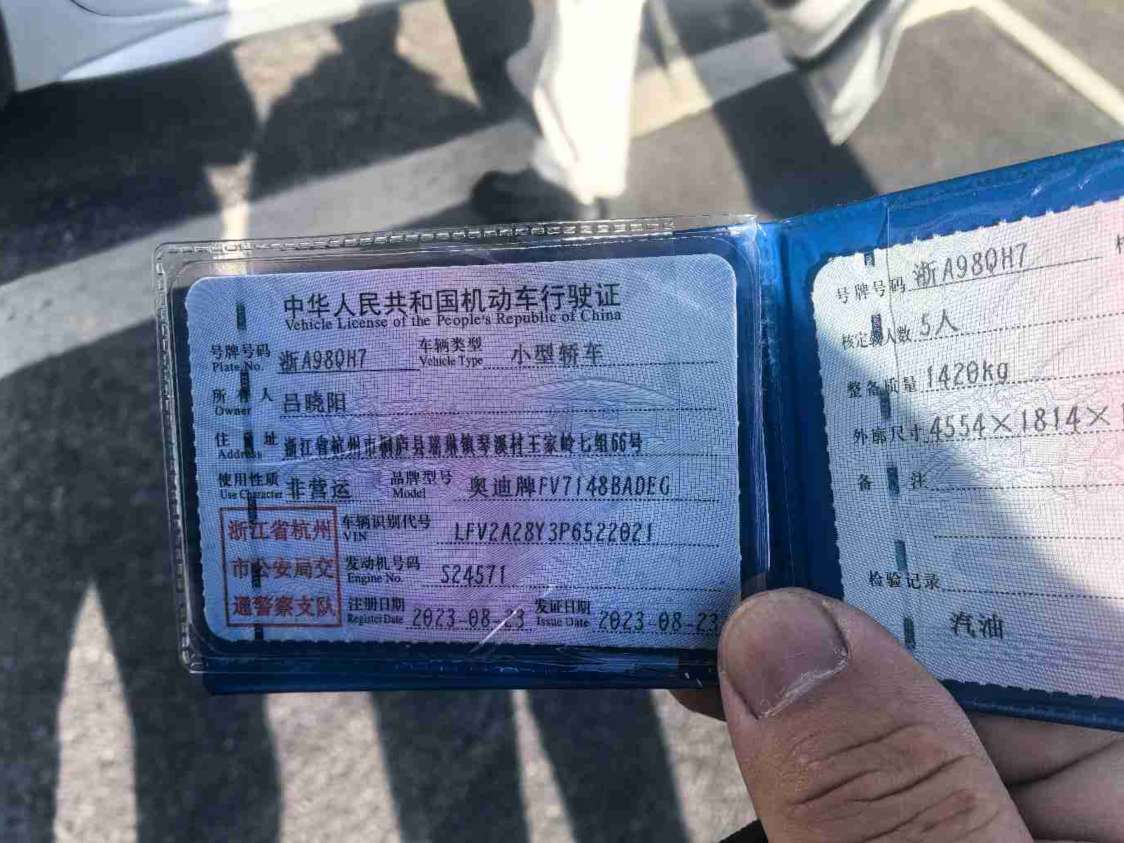 中华人民共和国机动车行驶证
Vehicle License of the People's Republic of China
号牌号码 浙A98QH7 车辆类型 小型轿车
Plate No. Vehicle Type
所有人 吕晓阳
Owner
住址 浙江省杭州市桐庐县瑶琳镇琴溪村王家岭七组66号
Address
使用性质 非营运 品牌型号 奥迪牌FV7148BADEG
Use Character Model
浙江省杭州
市公安局交
通警察支队
车辆识别代号 LFV2A28Y3P6522021
VIN
发动机号码 S24571
Engine No.
注册日期 2023-08-23 发证日期 2023-08-23
Register Date Issue Date
号牌号码 浙A98QH7
核定载人数 5人
整备质量 1420kg
外廓尺寸 4554×1814×
备注
检验记录
汽油